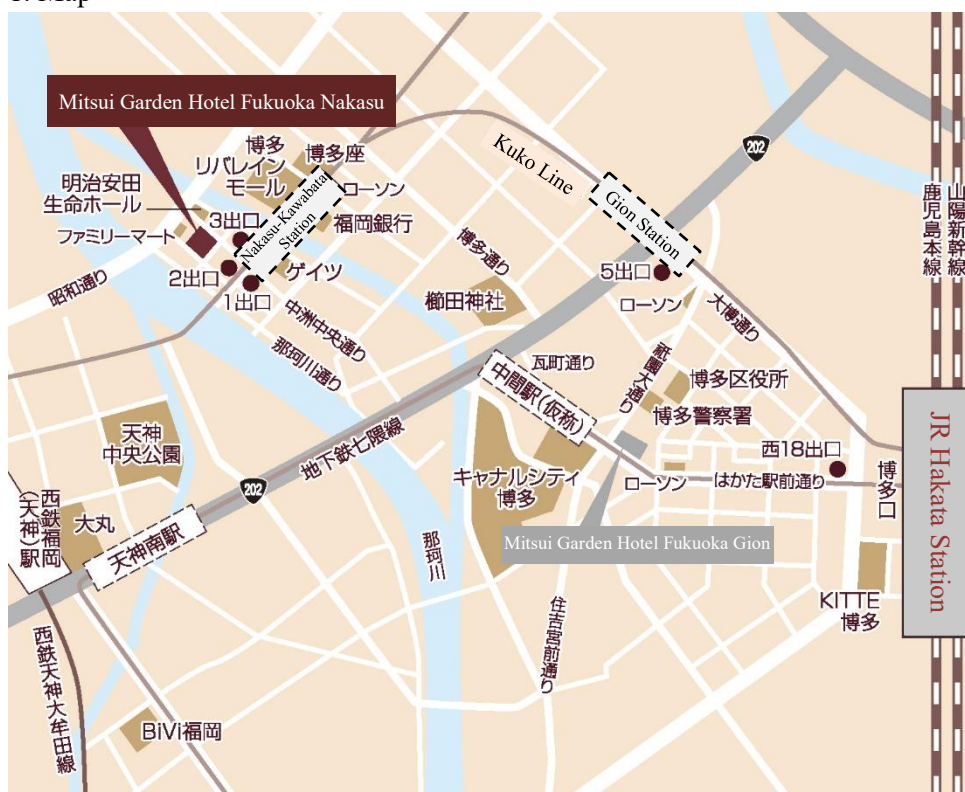 1. Map
Mitsui Garden Hotel Fukuoka Nakasu
博多
リバレイン
モール
博多座
明治安田
生命ホール
ローソン
3出口
Nakasu-Kawabata
Station
福岡銀行
ファミリーマート
2出口
1出口
ゲイツ
昭和通り
中洲中央通り
那珂川通り
Kuko Line
202
Gion Station
博多通り
5出口
ローソン
櫛田神社
大博通り
鹿児島本線
山陽新幹線
瓦町通り
祇園大通り
中間駅(仮称)
博多区役所
博多警察署
天神
中央公園
地下鉄七隈線
202
キャナルシティ
博多
西18出口
ローソン
はかた駅前通り
博多口
JR Hakata Station
西鉄福岡
(天神)駅
大丸
天神南駅
那珂川
Mitsui Garden Hotel Fukuoka Gion
住吉宮前通り
KITTE
博多
西鉄天神大牟田線
BiVi福岡